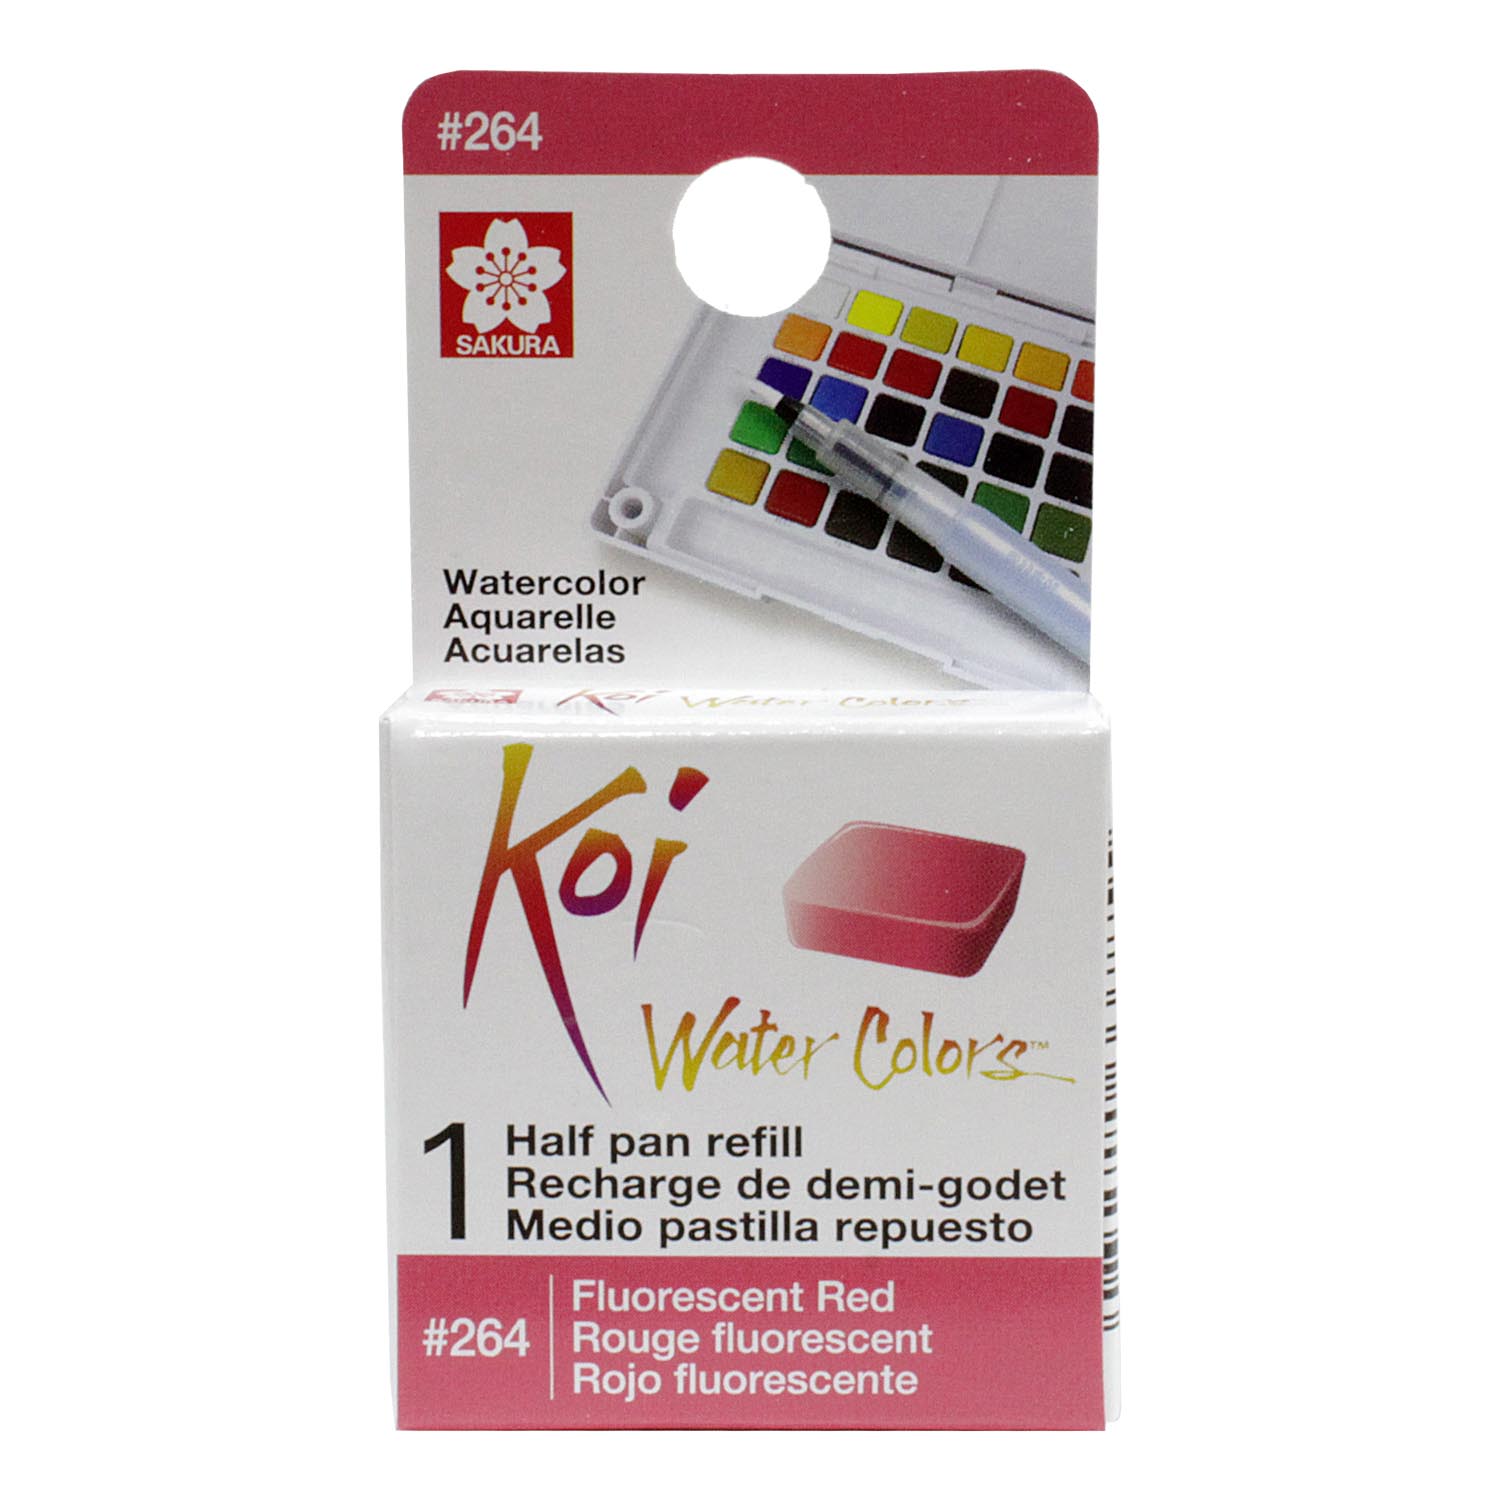 #264
SAKURA
Watercolor
Aquarelle
Acuarelas
SAKURA Koi Water Colors
Koi
Water Colors™
1 Half pan refill
Recharge de demi-godet
Medio pastilla repuesto
#264
Fluorescent Red
Rouge fluorescent
Rojo fluorescente